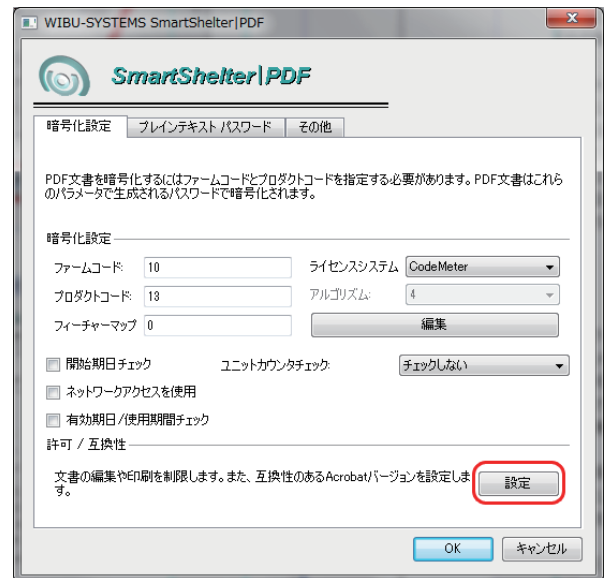 WIBU-SYSTEMS SmartShelter|PDF
SmartShelter|PDF
暗号化設定 プレインテキスト パスワード その他
PDF文書を暗号化するにはファームコードとプロダクトコードを指定する必要があります。PDF文書はこれら
のパラメータで生成されるパスワードで暗号化されます。
暗号化設定
ファームコード: 10 ライセンスシステム CodeMeter
プロダクトコード: 13 アルゴリズム: 4
フィーチャーマップ 0 編集
開始期日チェック ユニットカウンタチェック: チェックしない
ネットワークアクセスを使用
有効期日/使用期間チェック
許可 / 互換性
文書の編集や印刷を制限します。また、互換性のあるAcrobatバージョンを設定しま
す。
設定
OK キャンセル